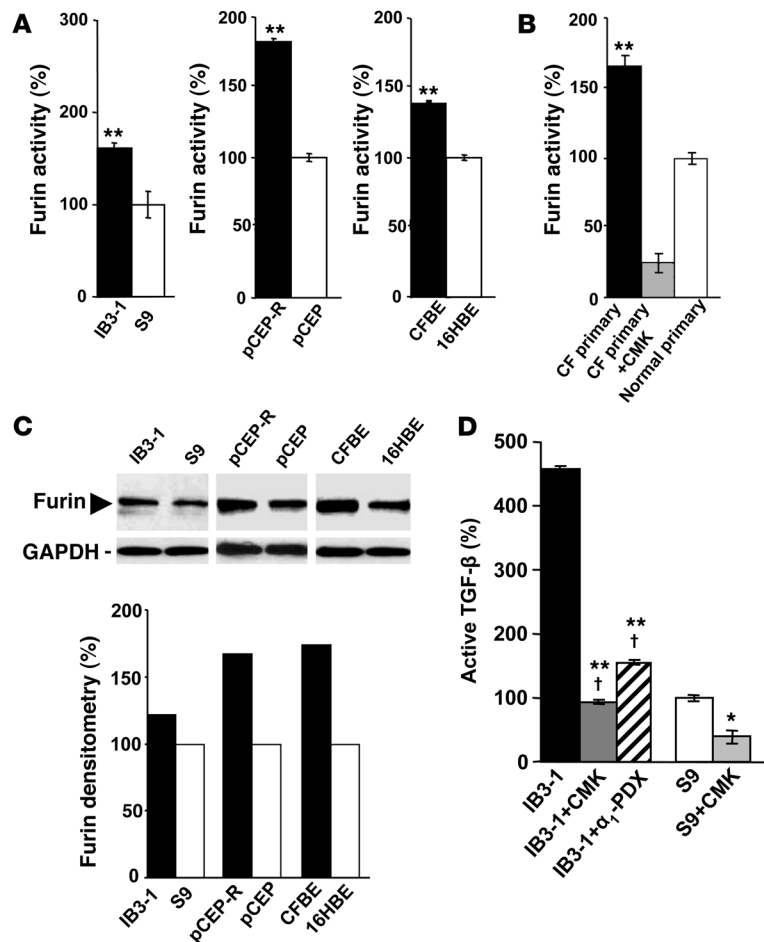 A
Furin activity (%)
300
200
100
0
**
IB3-1
S9
Furin activity (%)
200
150
100
50
0
**
pCEP-R
pCEP
Furin activity (%)
200
150
100
50
0
**
CFBE
16HBE
B
Furin activity (%)
200
150
100
50
0
**
CF primary
CF primary
+CMK
Normal primary
C
IB3-1
S9
pCEP-R
pCEP
CFBE
16HBE
Furin
GAPDH -
Furin densitometry (%)
200
150
100
50
0
IB3-1
S9
pCEP-R
pCEP
CFBE
16HBE
D
Active TGF-β (%)
500
450
400
300
200
150
100
50
0
**
†
**
†
*
IB3-1
IB3-1+CMK
IB3-1+α1-PDX
S9
S9+CMK